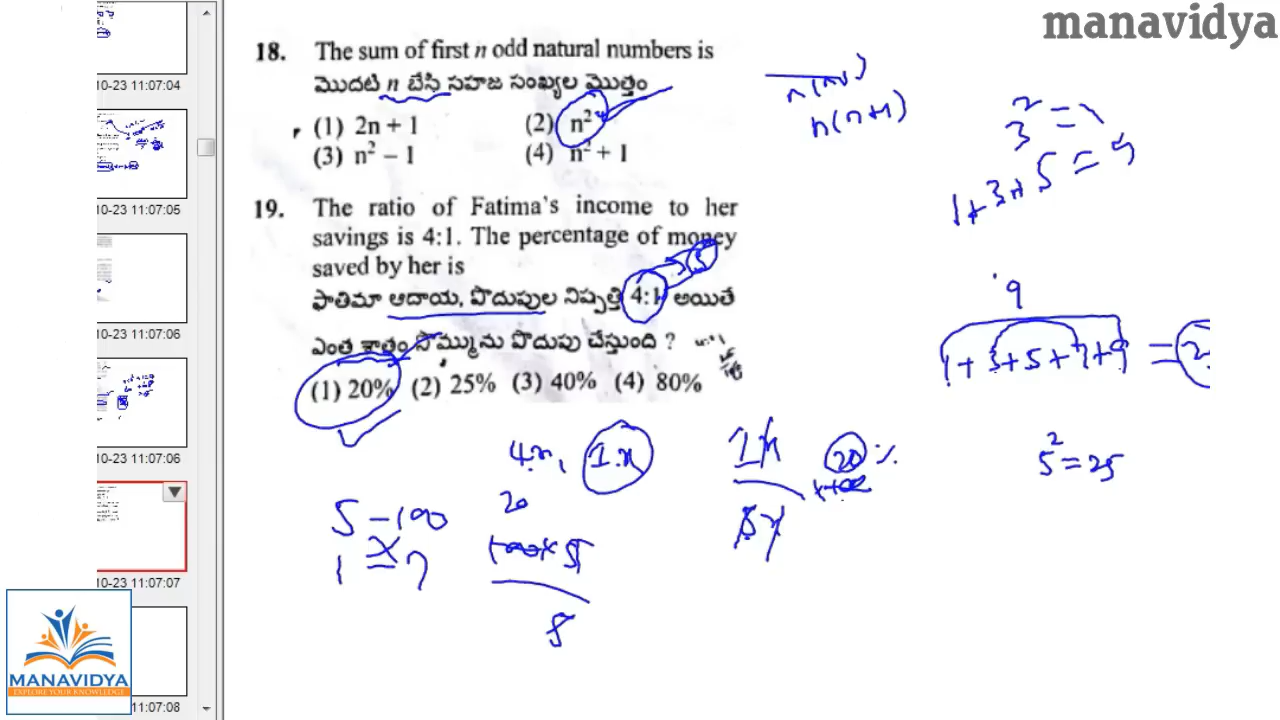 manavidya
10-23 11:07:04
10-23 11:07:05
10-23 11:07:06
10-23 11:07:06
10-23 11:07:07
10-23 11:07:08
18. The sum of first n odd natural numbers is
మొదటి n బేసి సహజ సంఖ్యల మొత్తం
(1) 2n + 1 (2) n²
(3) n² – 1 (4) n² + 1
19. The ratio of Fatima's income to her
savings is 4:1. The percentage of money
saved by her is
ఫాతిమా ఆదాయ, పొదుపుల నిష్పత్తి 4:1 అయితే
ఎంత శాతం సొమ్మును పొదుపు చేస్తుంది ?
(1) 20% (2) 25% (3) 40% (4) 80%
n(n+1)
1+3+5=9
9
1+3+5+7+9 =
5²=25
4x, 1x
20 %
5 – 100
20
MANAVIDYA
EXPLORE YOUR KNOWLEDGE